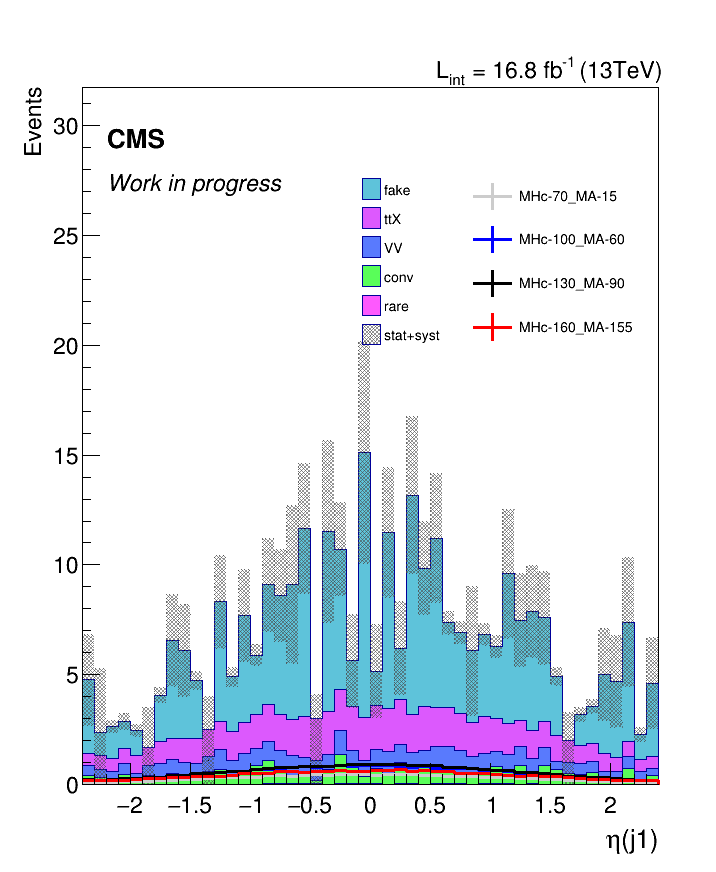 L_int = 16.8 fb^-1 (13TeV)
Events
CMS
Work in progress
fake
ttX
VV
conv
rare
stat+syst
MHc-70_MA-15
MHc-100_MA-60
MHc-130_MA-90
MHc-160_MA-155
30
25
20
15
10
5
0
−2 −1.5 −1 −0.5 0 0.5 1 1.5 2
η(j1)